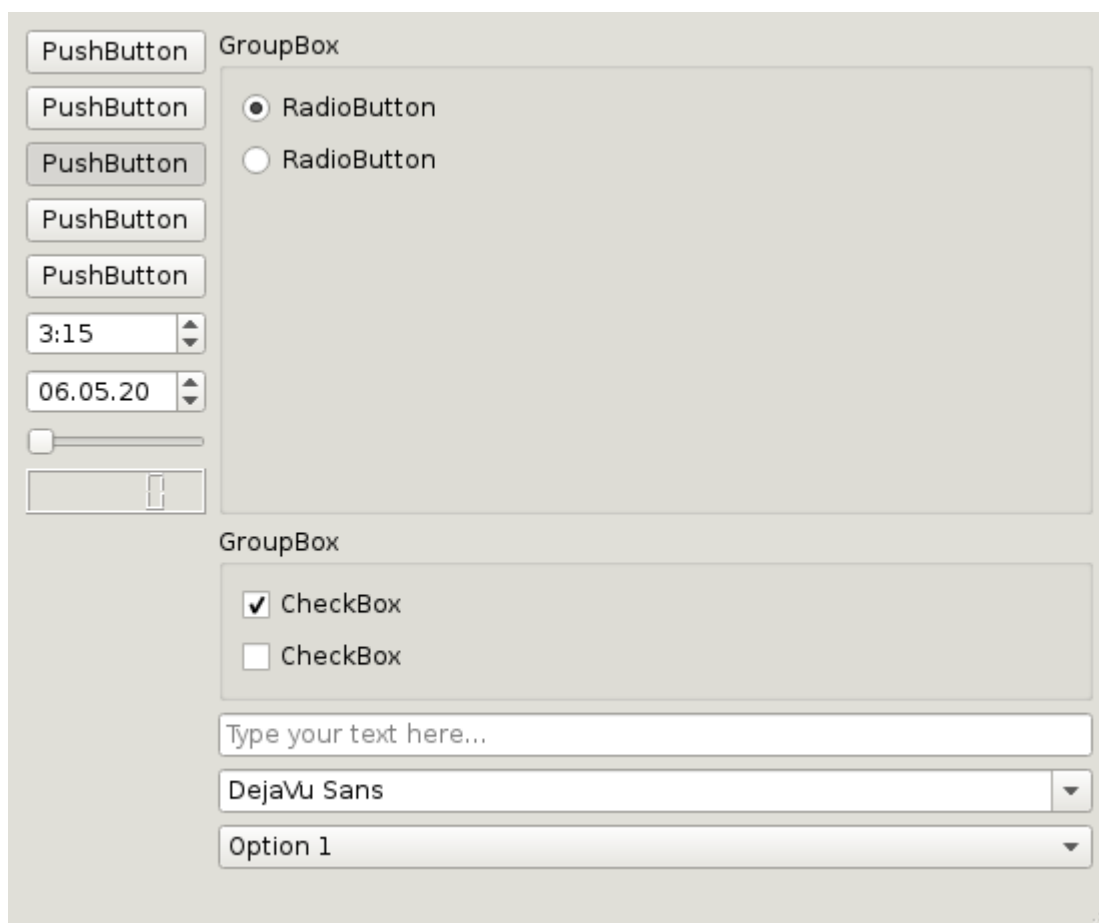 PushButton
PushButton
PushButton
PushButton
PushButton
3:15
06.05.20
GroupBox
RadioButton
RadioButton
GroupBox
CheckBox
CheckBox
Type your text here...
DejaVu Sans
Option 1